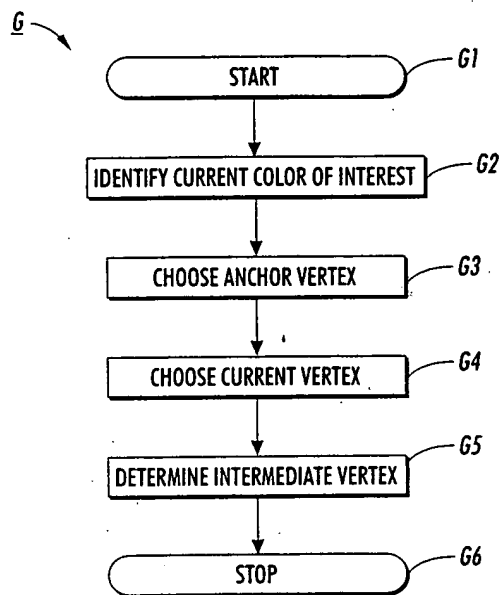 G
START
G1
IDENTIFY CURRENT COLOR OF INTEREST
G2
CHOOSE ANCHOR VERTEX
G3
CHOOSE CURRENT VERTEX
G4
DETERMINE INTERMEDIATE VERTEX
G5
STOP
G6